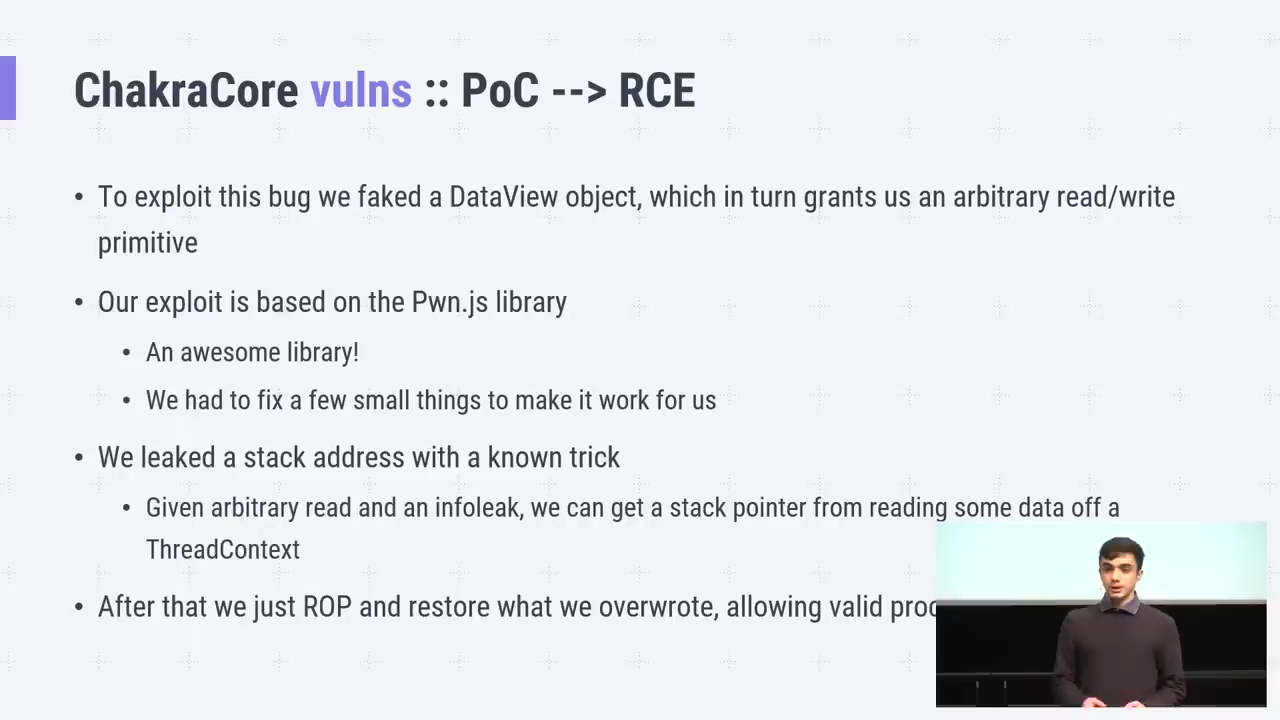 ChakraCore vulns :: PoC --> RCE
• To exploit this bug we faked a DataView object, which in turn grants us an arbitrary read/write
primitive
• Our exploit is based on the Pwn.js library
• An awesome library!
• We had to fix a few small things to make it work for us
• We leaked a stack address with a known trick
• Given arbitrary read and an infoleak, we can get a stack pointer from reading some data off a
ThreadContext
• After that we just ROP and restore what we overwrote, allowing valid